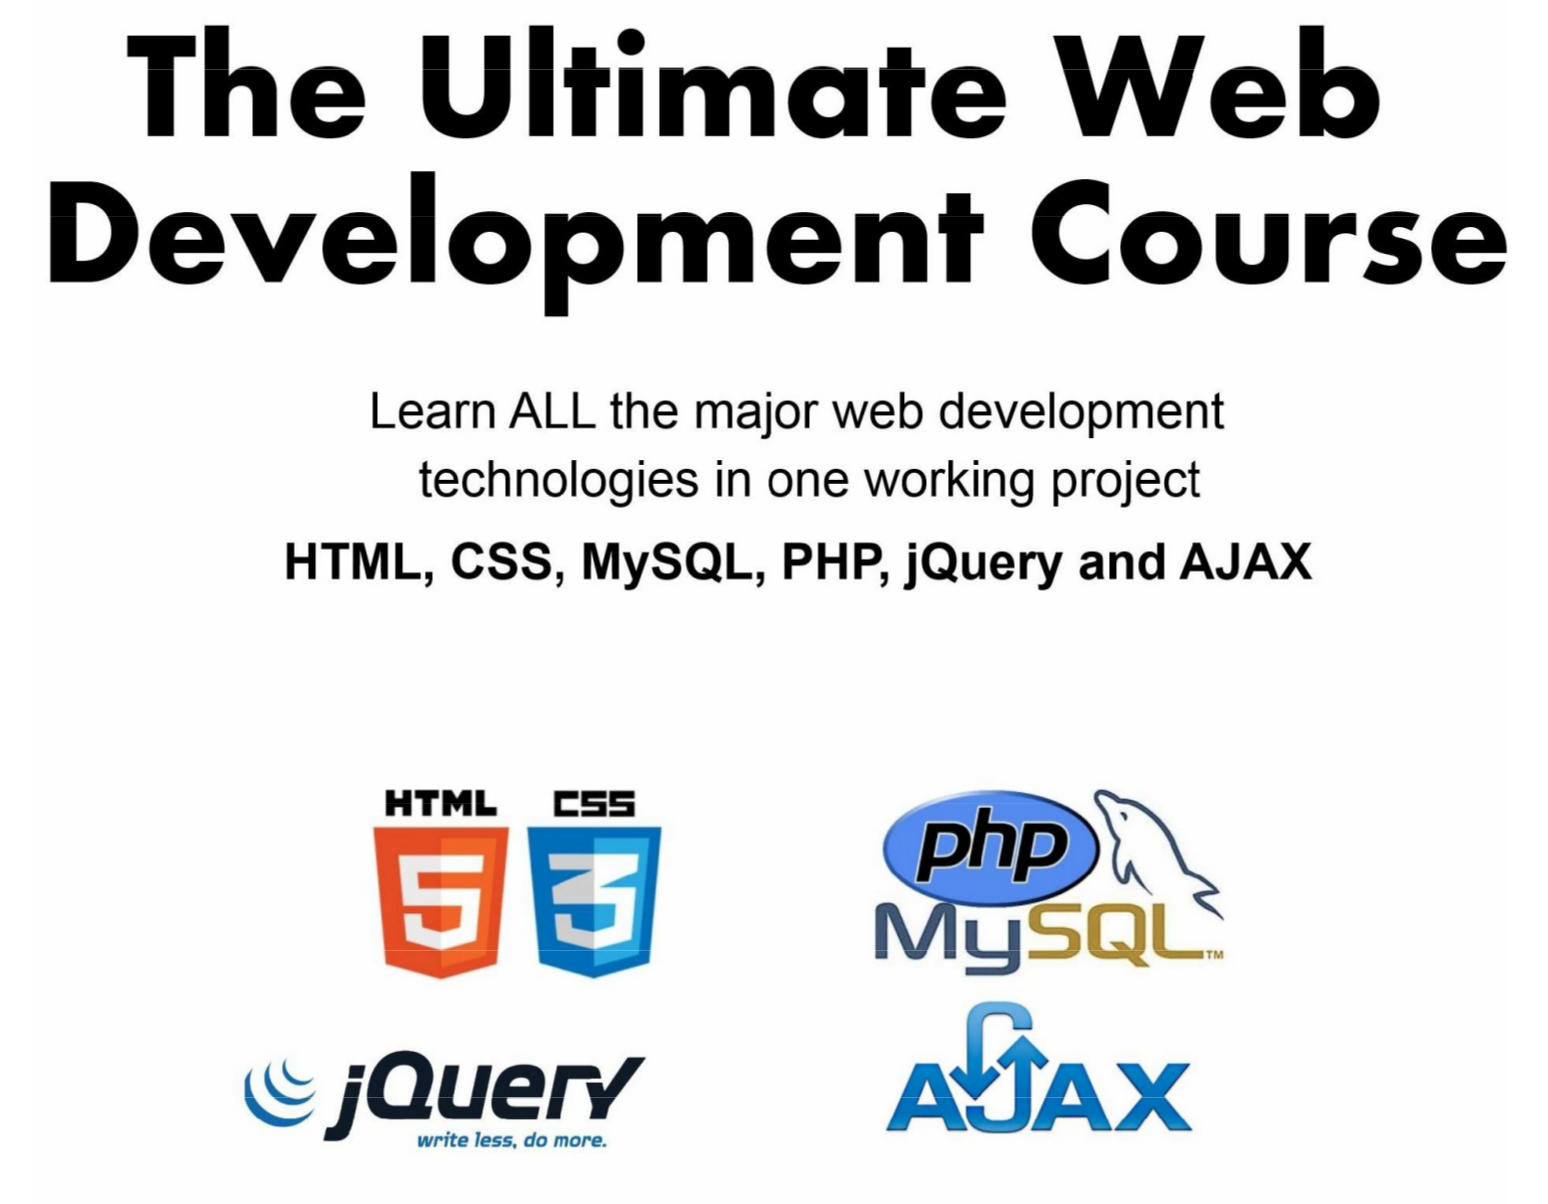 The Ultimate Web
Development Course
Learn ALL the major web development
technologies in one working project
HTML, CSS, MySQL, PHP, jQuery and AJAX
HTML CSS
5 3
php
MySQL™
jQuery
write less, do more.
AJAX